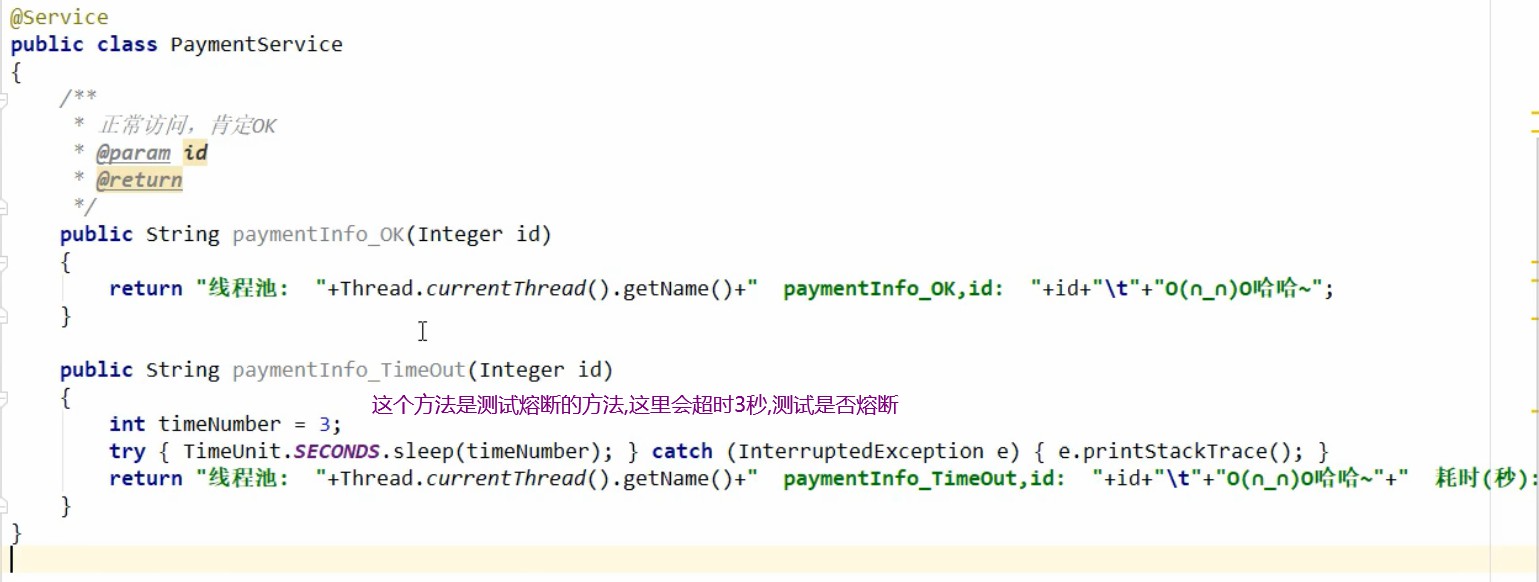 @Service
public class PaymentService
{
/**
* 正常访问，肯定OK
* @param id
* @return
*/
public String paymentInfo_OK(Integer id)
{
return "线程池:  "+Thread.currentThread().getName()+"  paymentInfo_OK,id:  "+id+"\t"+"O(∩_∩)O哈哈~";
}
public String paymentInfo_TimeOut(Integer id)
{
这个方法是测试熔断的方法,这里会超时3秒,测试是否熔断
int timeNumber = 3;
try { TimeUnit.SECONDS.sleep(timeNumber); } catch (InterruptedException e) { e.printStackTrace(); }
return "线程池:  "+Thread.currentThread().getName()+"  paymentInfo_TimeOut,id:  "+id+"\t"+"O(∩_∩)O哈哈~"+"  耗时(秒):
}
}